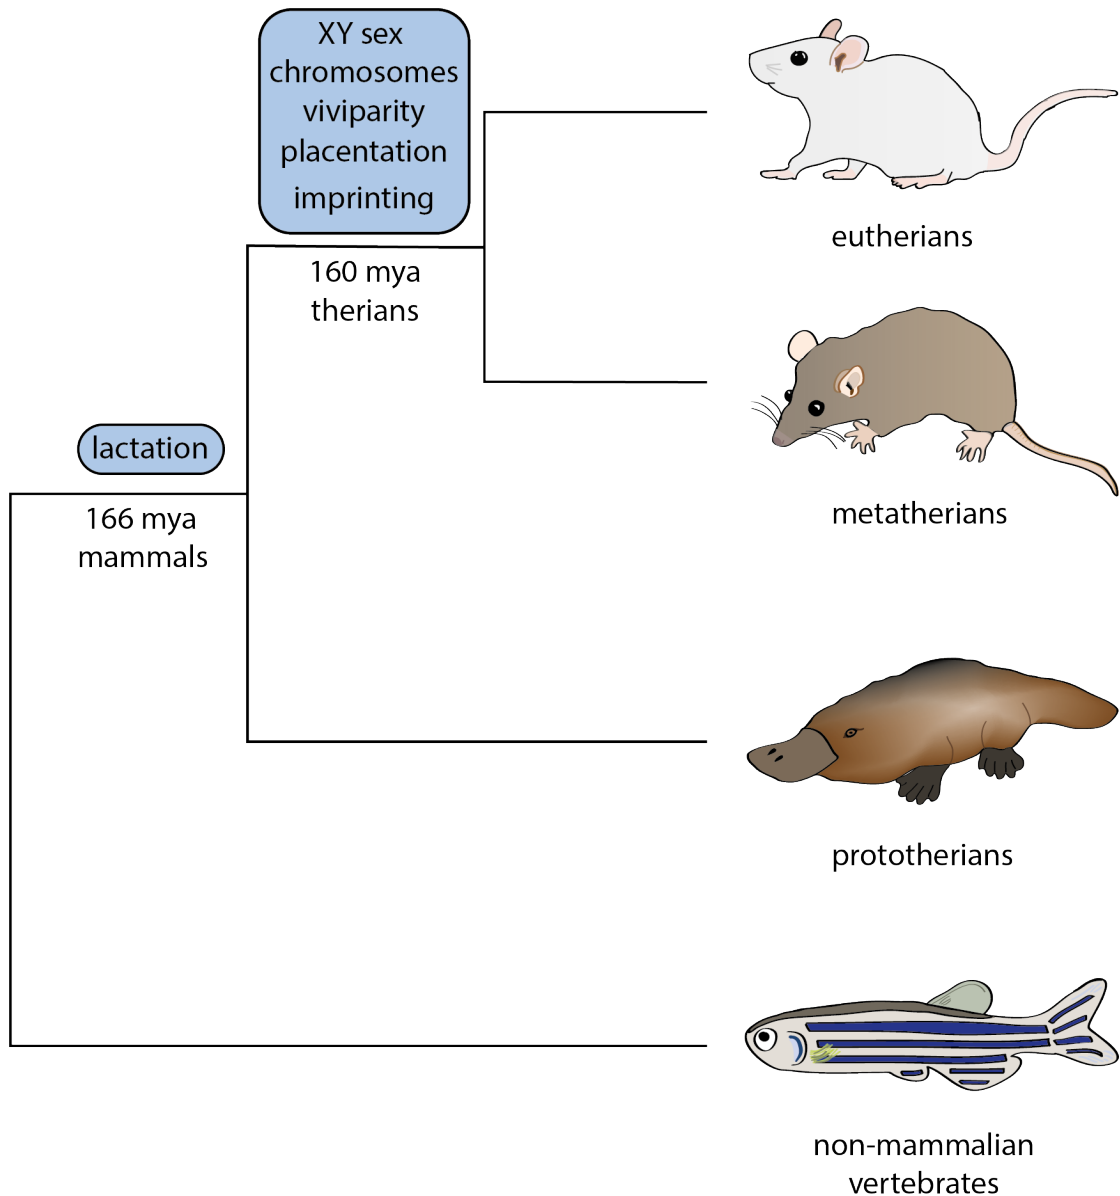 XY sex
chromosomes
viviparity
placentation
imprinting
160 mya
therians
eutherians
metatherians
lactation
166 mya
mammals
prototherians
non-mammalian
vertebrates